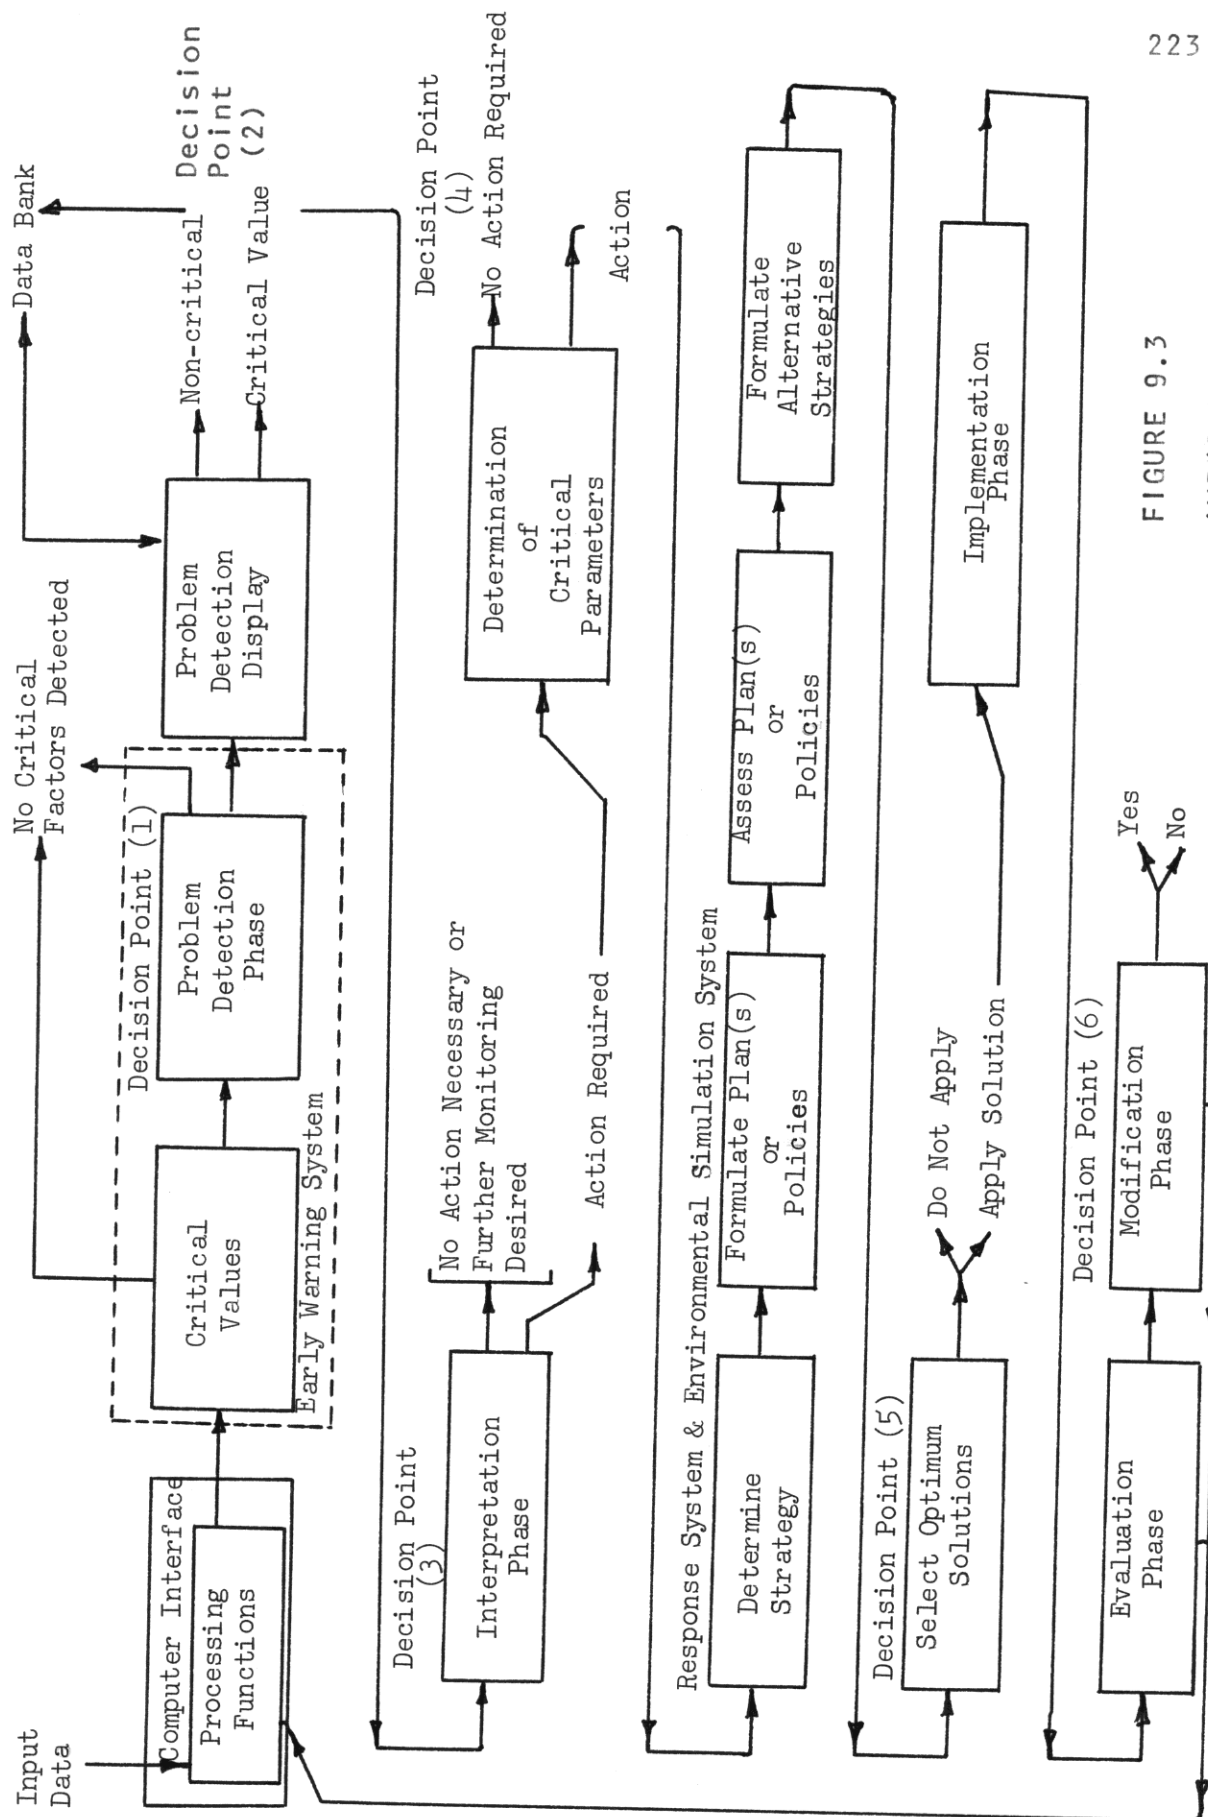 223
Input
Data
Computer Interface
Processing
Functions
No Critical
Factors Detected
Data Bank
Decision Point (1)
Critical
Values
Problem
Detection
Phase
Early Warning System
Problem
Detection
Display
Non-critical
Critical Value
Decision
Point
(2)
Decision Point
(3)
Interpretation
Phase
No Action Necessary or
Further Monitoring
Desired
Action Required
Determination
of
Critical
Parameters
Decision Point
(4)
No Action Required
Action
Response System & Environmental Simulation System
Determine
Strategy
Formulate Plan(s)
or
Policies
Assess Plan(s)
or
Policies
Formulate
Alternative
Strategies
Decision Point (5)
Select Optimum
Solutions
Do Not Apply
Apply Solution
Implementation
Phase
Decision Point (6)
Evaluation
Phase
Modification
Phase
Yes
No
FIGURE 9.3